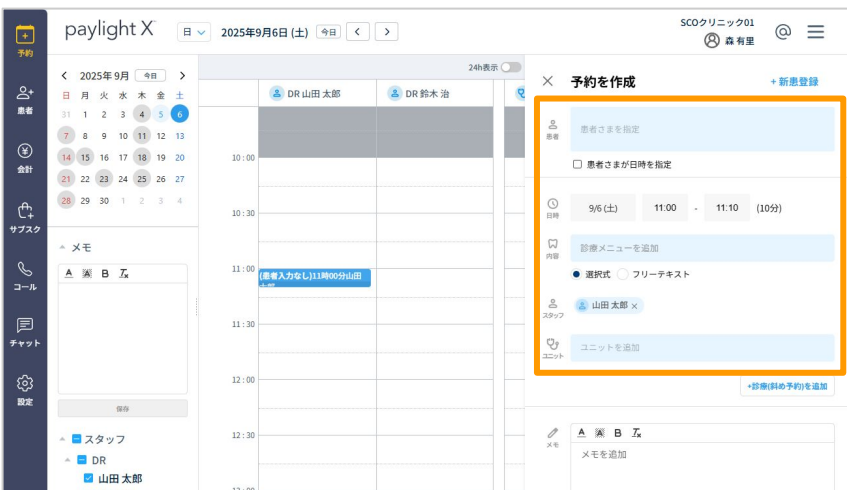 paylight X
日
2025年9月6日 (土)
今日
SCOクリニック01
森 有里
予約
患者
会計
サブスク
コール
チャット
設定
2025年 9月
今日
日 月 火 水 木 金 土
31 1 2 3 4 5 6
7 8 9 10 11 12 13
14 15 16 17 18 19 20
21 22 23 24 25 26 27
28 29 30 1 2 3 4
メモ
A B T
保存
スタッフ
DR
山田 太郎
24h表示
DR 山田 太郎
DR 鈴木 治
10:00
10:30
11:00
(患者入力なし)11時00分山田
11:30
12:00
12:30
予約を作成
+ 新患登録
患者
患者さまを指定
患者さまが日時を指定
日時
9/6 (土) 11:00 - 11:10 (10分)
内容
診療メニューを追加
選択式 フリーテキスト
スタッフ
山田 太郎 ×
ユニット
ユニットを追加
+診療(斜め予約)を追加
メモ
A B T
メモを追加